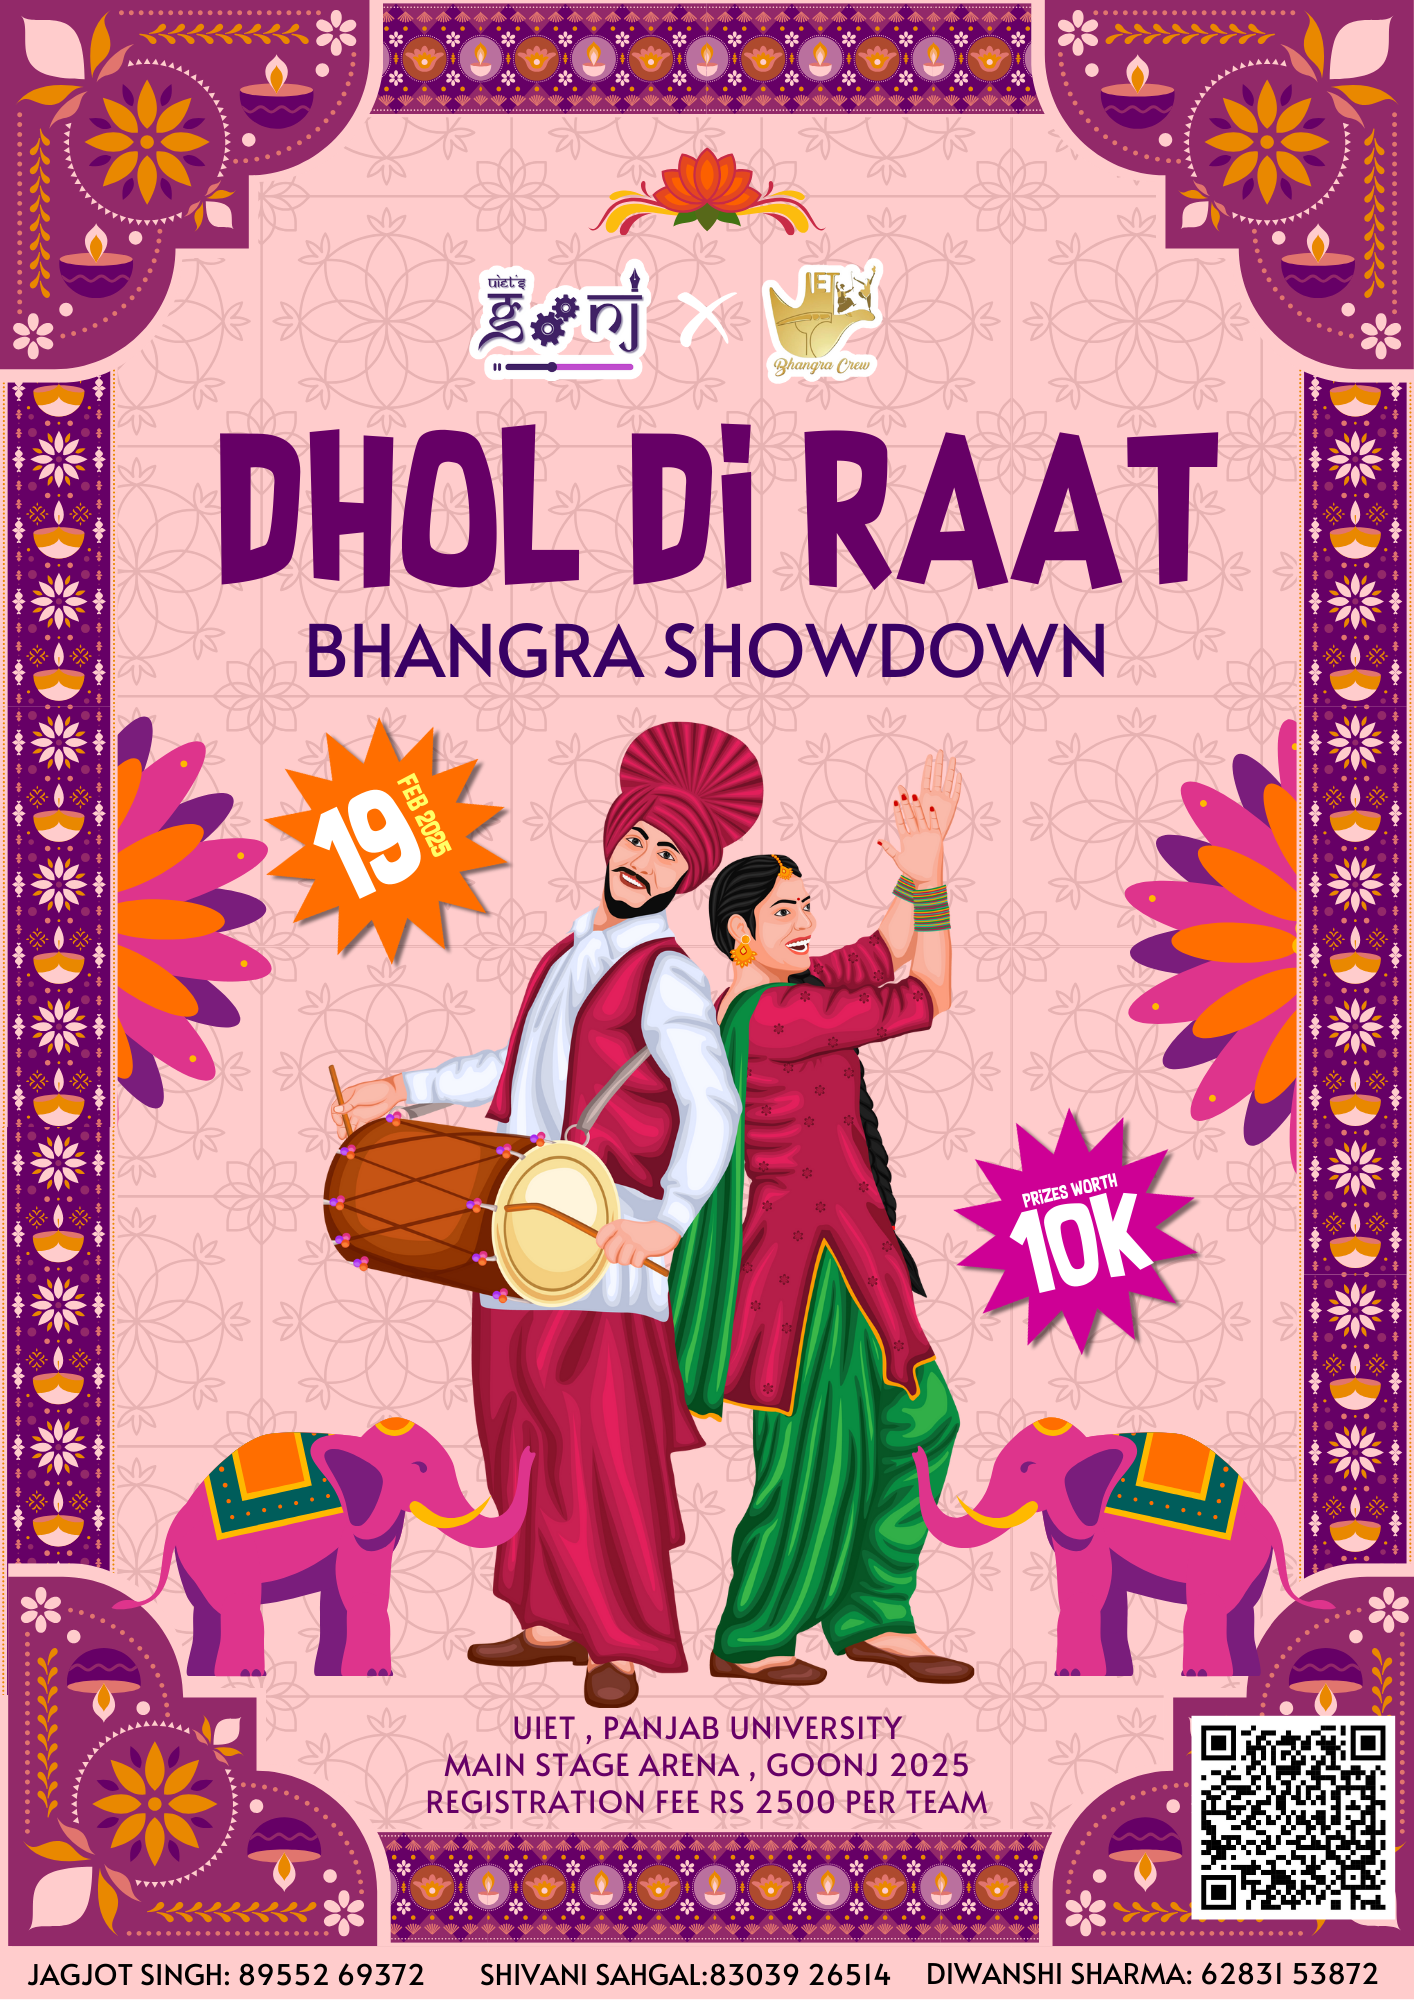 uiet's
goonj
X
UIET
Bhangra Crew
DHOL Di RAAT
BHANGRA SHOWDOWN
19
FEB 2025
PRiZES WORTH
10K
UIET , PANJAB UNIVERSITY
MAIN STAGE ARENA , GOONJ 2025
REGISTRATION FEE RS 2500 PER TEAM
JAGJOT SINGH: 89552 69372
SHIVANI SAHGAL:83039 26514
DIWANSHI SHARMA: 62831 53872